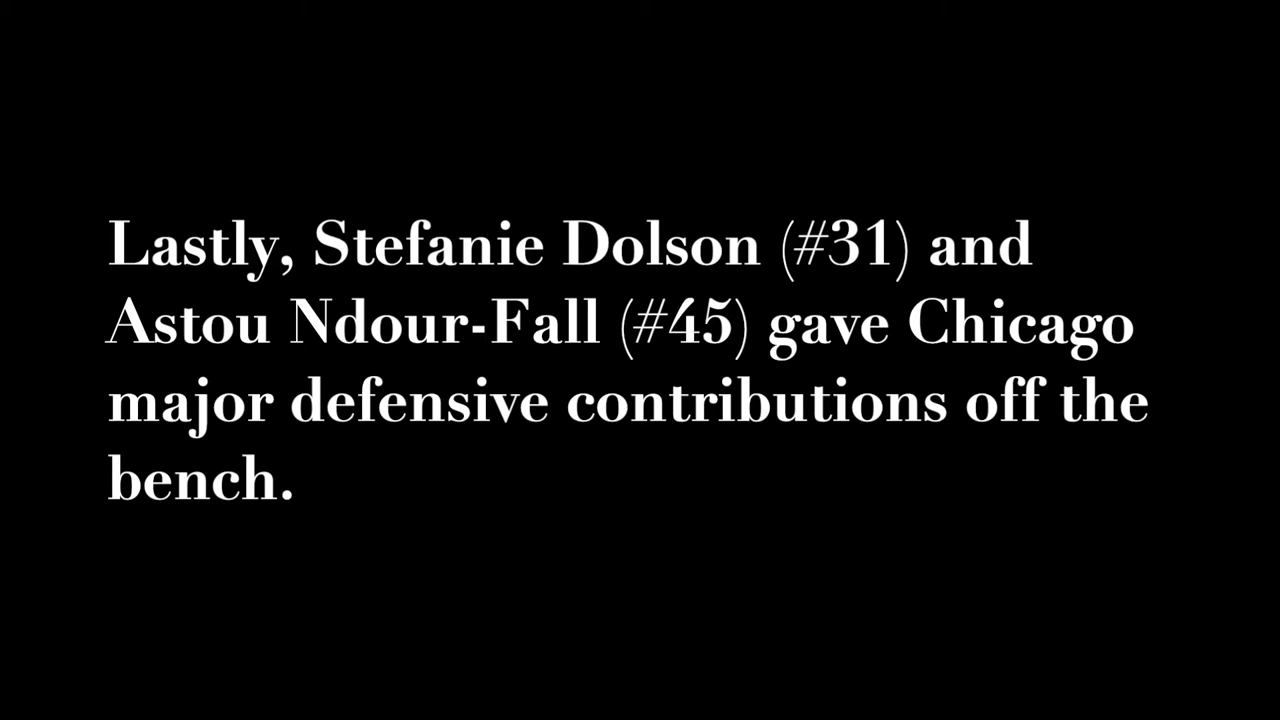 Lastly, Stefanie Dolson (#31) and
Astou Ndour-Fall (#45) gave Chicago
major defensive contributions off the
bench.